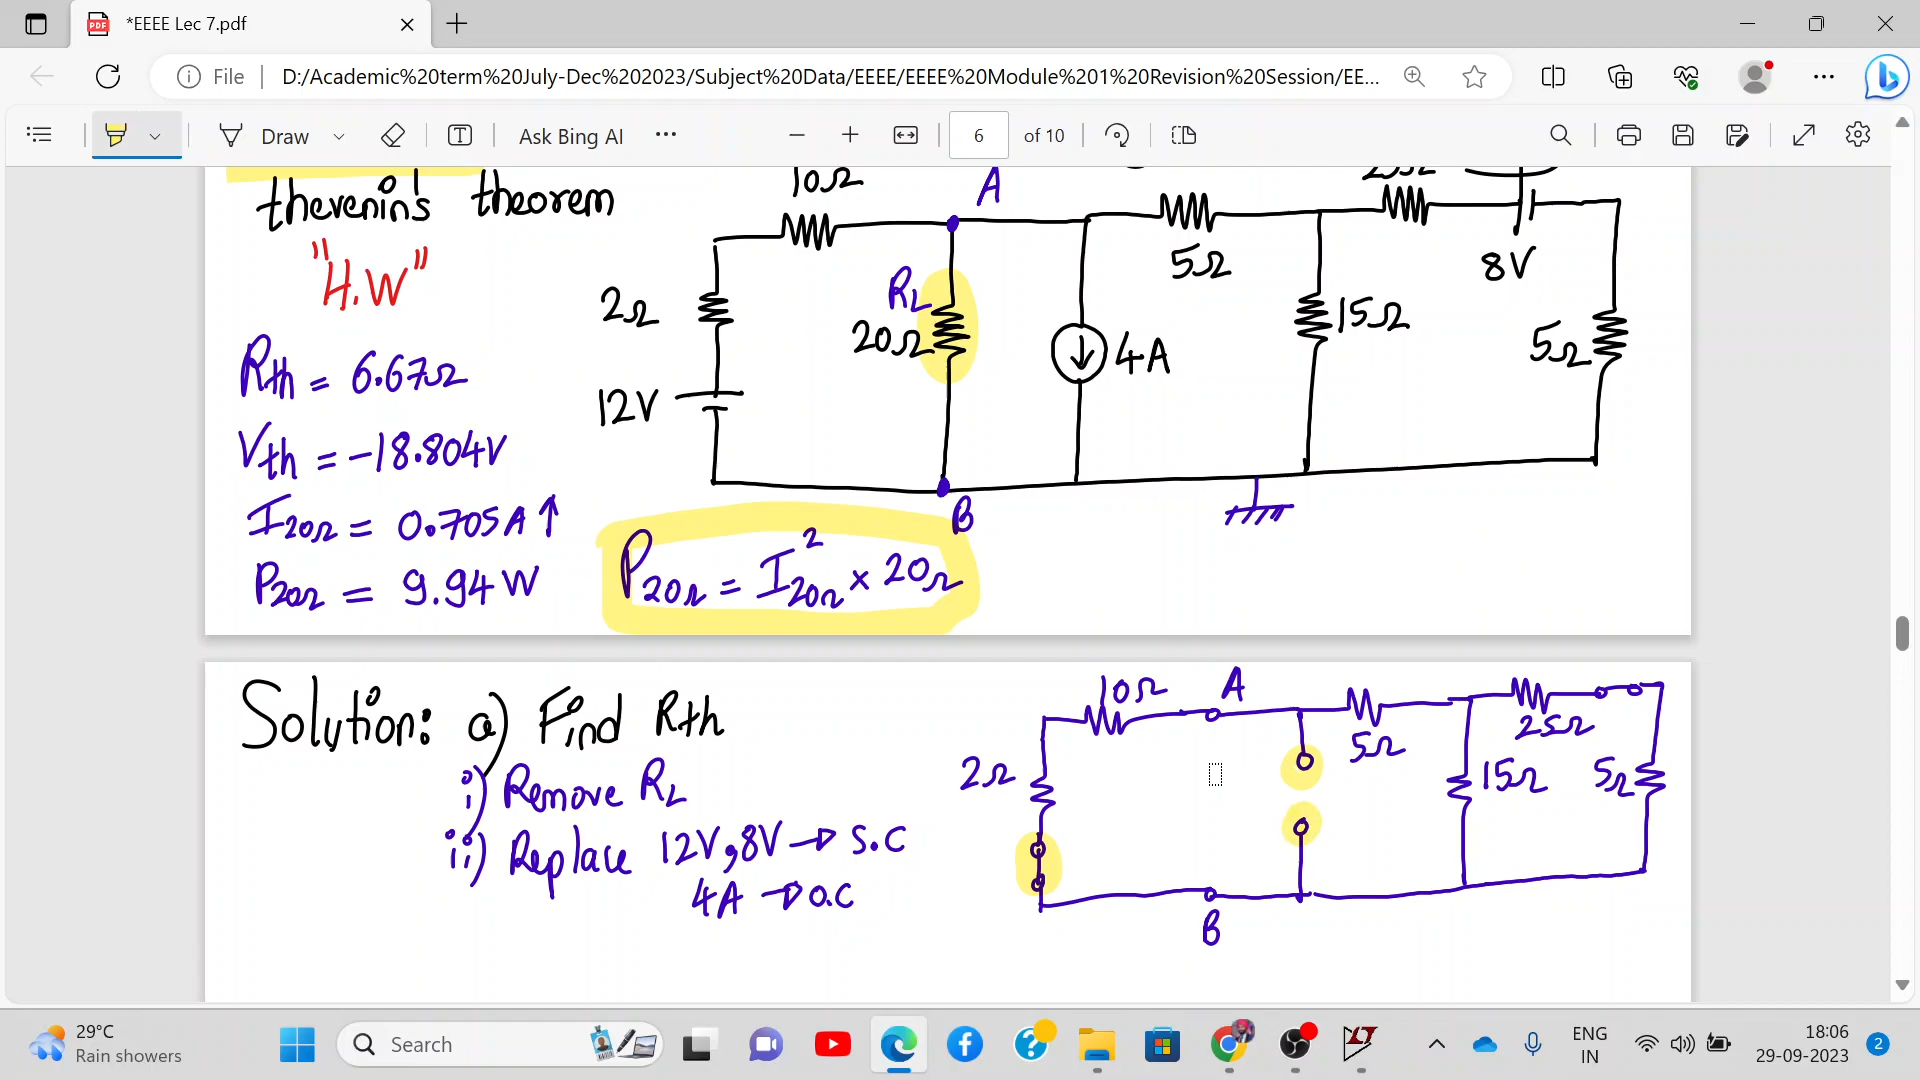 *EEEE Lec 7.pdf
File
D:/Academic%20term%20July-Dec%202023/Subject%20Data/EEEE/EEEE%20Module%201%20Revision%20Session/EE...
Draw
Ask Bing AI
6 of 10
thevenin's theorem
"H.W"
Rth = 6.67Ω
Vth = -18.804V
I20Ω = 0.705A ↑
P20Ω = 9.94W
10Ω
A
2Ω
12V
RL
20Ω
4A
5Ω
15Ω
8V
5Ω
B
P20Ω = I²20Ω × 20Ω
Solution: a) Find Rth
i) Remove RL
ii) Replace 12V, 8V → S.C
4A → O.C
10Ω
A
2Ω
5Ω
25Ω
15Ω
5Ω
B
29°C
Rain showers
Search
ENG
IN
18:06
29-09-2023
2